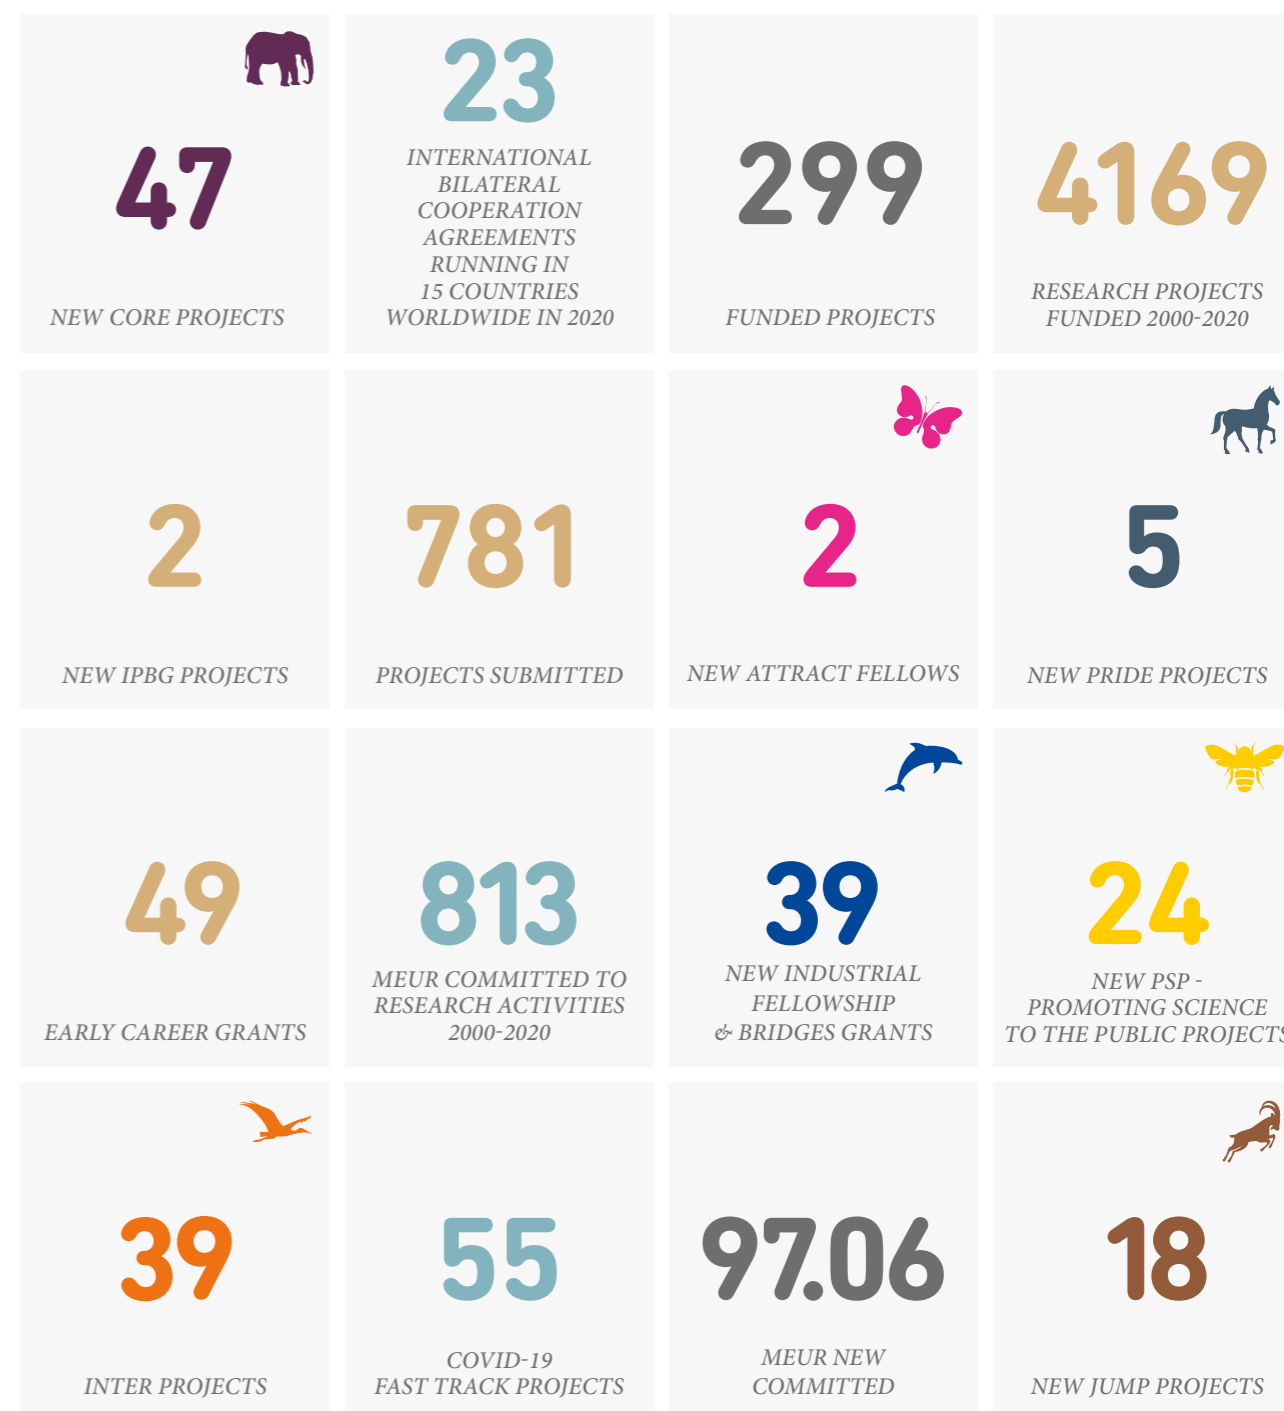 47
NEW CORE PROJECTS
23
INTERNATIONAL
BILATERAL
COOPERATION
AGREEMENTS
RUNNING IN
15 COUNTRIES
WORLDWIDE IN 2020
299
FUNDED PROJECTS
4169
RESEARCH PROJECTS
FUNDED 2000-2020
2
NEW IPBG PROJECTS
781
PROJECTS SUBMITTED
2
NEW ATTRACT FELLOWS
5
NEW PRIDE PROJECTS
49
EARLY CAREER GRANTS
813
MEUR COMMITTED TO
RESEARCH ACTIVITIES
2000-2020
39
NEW INDUSTRIAL
FELLOWSHIP
& BRIDGES GRANTS
24
NEW PSP -
PROMOTING SCIENCE
TO THE PUBLIC PROJECTS
39
INTER PROJECTS
55
COVID-19
FAST TRACK PROJECTS
97.06
MEUR NEW
COMMITTED
18
NEW JUMP PROJECTS